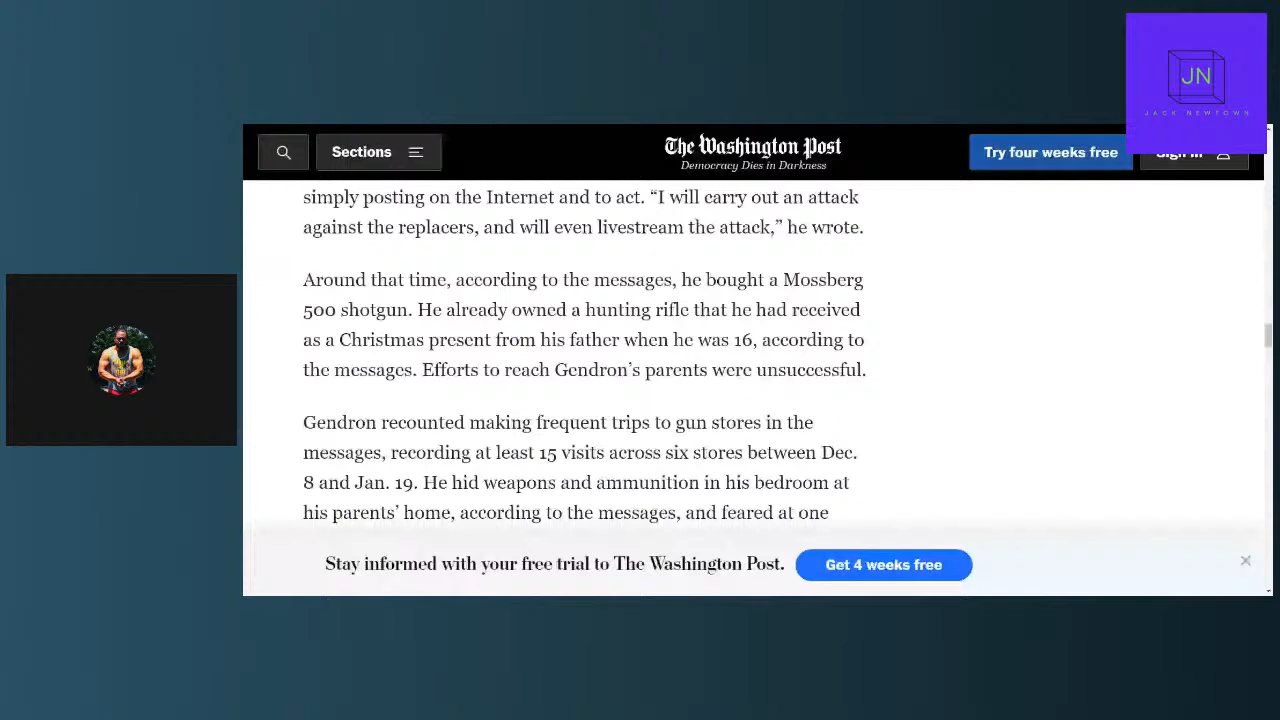 JN
JACK NEWTOWN
Sections
The Washington Post
Democracy Dies in Darkness
Try four weeks free
Sign in
simply posting on the Internet and to act. “I will carry out an attack
against the replacers, and will even livestream the attack,” he wrote.
Around that time, according to the messages, he bought a Mossberg
500 shotgun. He already owned a hunting rifle that he had received
as a Christmas present from his father when he was 16, according to
the messages. Efforts to reach Gendron’s parents were unsuccessful.
Gendron recounted making frequent trips to gun stores in the
messages, recording at least 15 visits across six stores between Dec.
8 and Jan. 19. He hid weapons and ammunition in his bedroom at
his parents’ home, according to the messages, and feared at one
Stay informed with your free trial to The Washington Post.
Get 4 weeks free